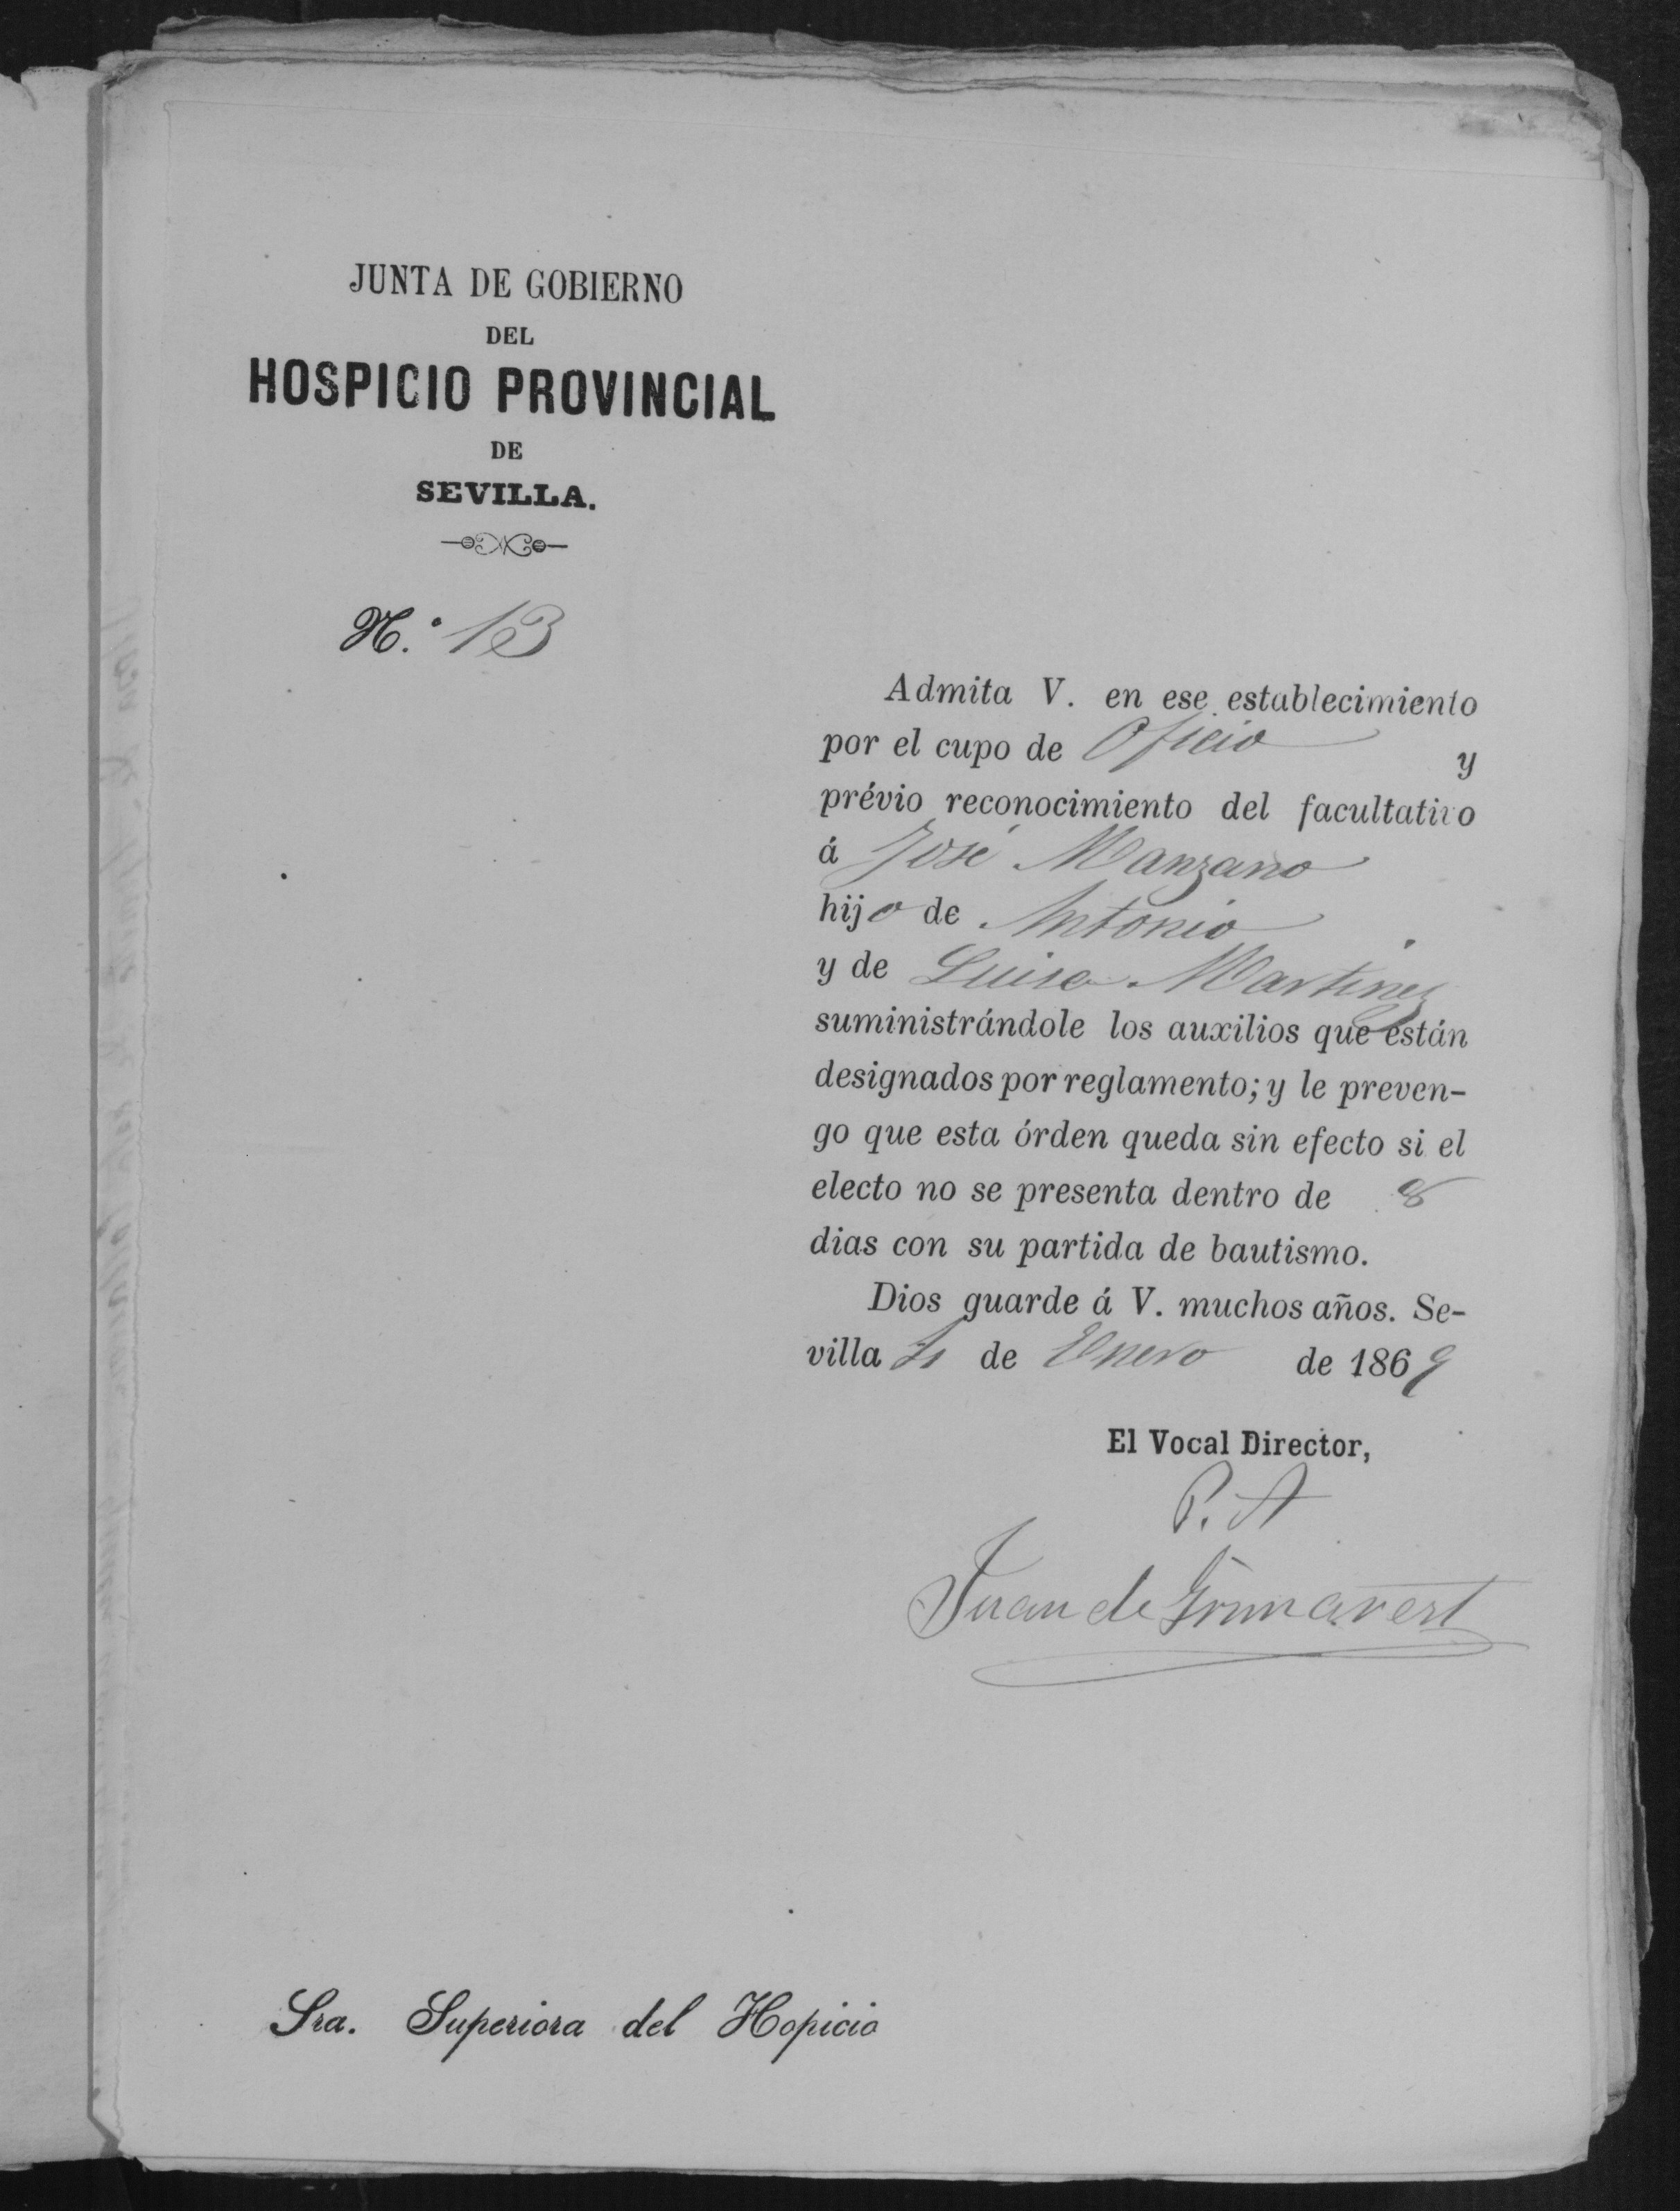 JUNTA DE GOBIERNO
DEL
HOSPICIO PROVINCIAL
DE
SEVILLA.
N.º 13
Admita V. en ese establecimiento
por el cupo de Oficio y
prévio reconocimiento del facultativo
á José Manzano
hijo de Antonio
y de Luisa Martinez
suministrándole los auxilios que están
designados por reglamento; y le preven-
go que esta órden queda sin efecto si el
electo no se presenta dentro de 8
dias con su partida de bautismo.
Dios guarde á V. muchos años. Se-
villa de Enero de 1869
El Vocal Director,
P. A
Juan de
Sra. Superiora del Hopicio